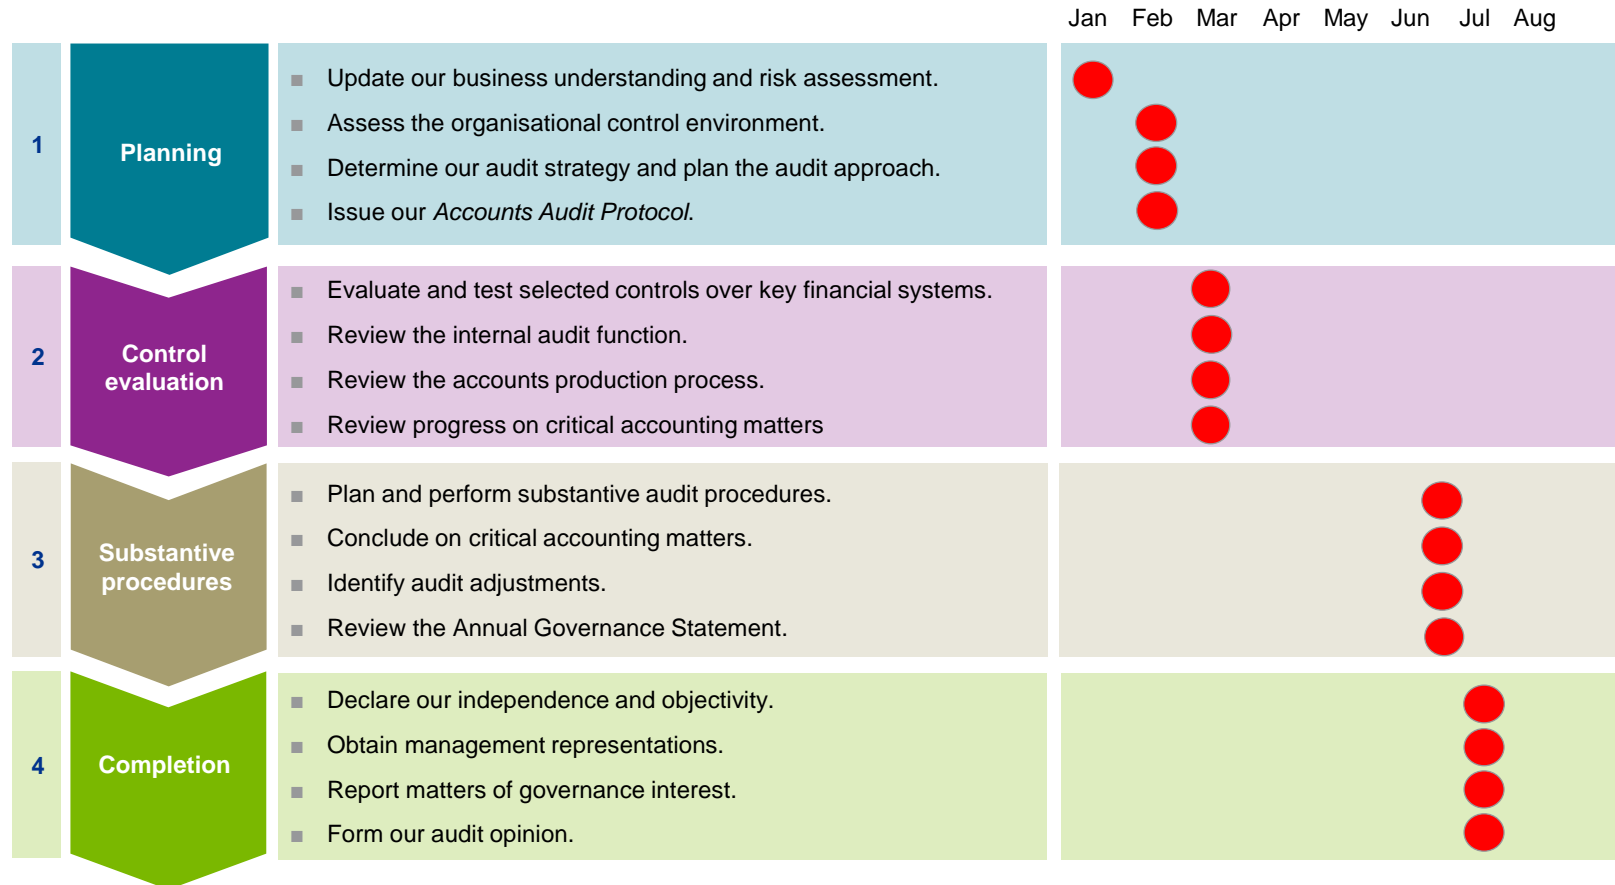 Jan Feb Mar Apr May Jun Jul Aug
1
Planning
■ Update our business understanding and risk assessment.
■ Assess the organisational control environment.
■ Determine our audit strategy and plan the audit approach.
■ Issue our Accounts Audit Protocol.
2
Control
evaluation
■ Evaluate and test selected controls over key financial systems.
■ Review the internal audit function.
■ Review the accounts production process.
■ Review progress on critical accounting matters
3
Substantive
procedures
■ Plan and perform substantive audit procedures.
■ Conclude on critical accounting matters.
■ Identify audit adjustments.
■ Review the Annual Governance Statement.
4
Completion
■ Declare our independence and objectivity.
■ Obtain management representations.
■ Report matters of governance interest.
■ Form our audit opinion.